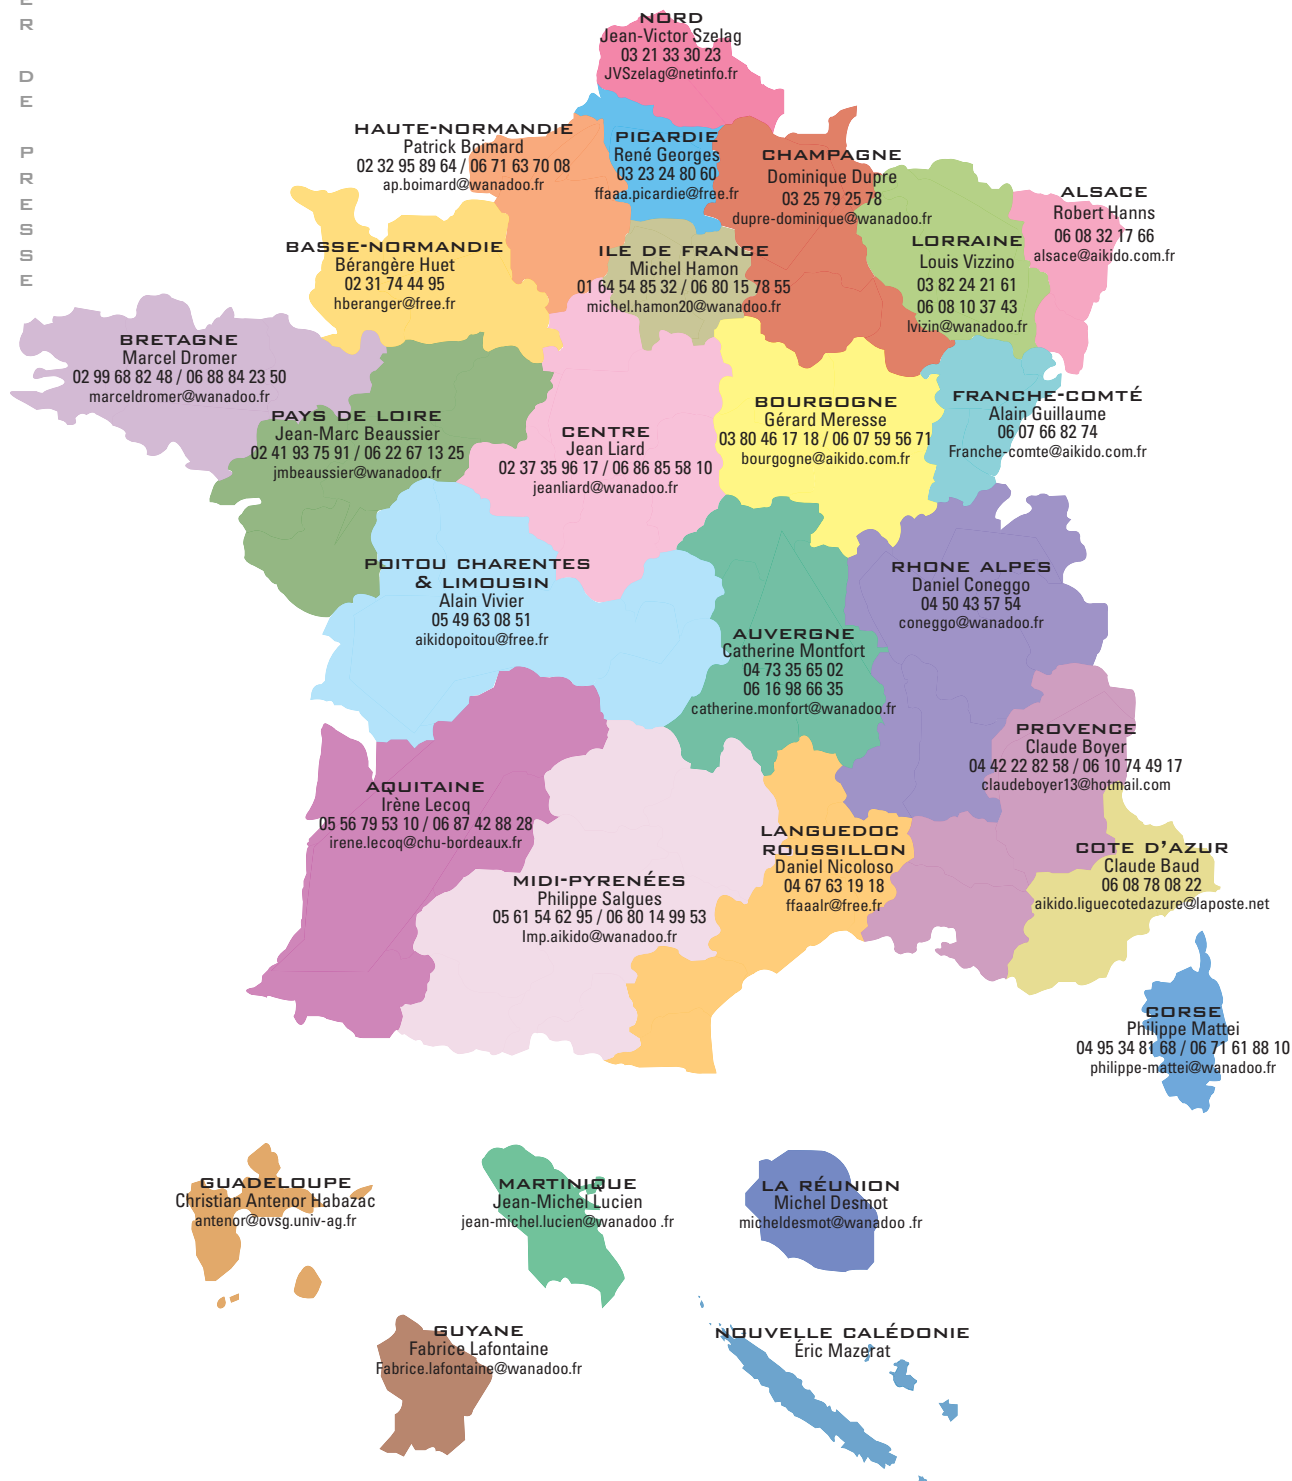 E
R
D
E
P
R
E
S
S
E
NORD
Jean-Victor Szelag
03 21 33 30 23
JVSzelag@netinfo.fr
HAUTE-NORMANDIE
Patrick Boimard
02 32 95 89 64 / 06 71 63 70 08
ap.boimard@wanadoo.fr
PICARDIE
René Georges
03 23 24 80 60
ffaaa.picardie@free.fr
CHAMPAGNE
Dominique Dupre
03 25 79 25 78
dupre-dominique@wanadoo.fr
ALSACE
Robert Hanns
06 08 32 17 66
alsace@aikido.com.fr
BASSE-NORMANDIE
Bérangère Huet
02 31 74 44 95
hberanger@free.fr
ILE DE FRANCE
Michel Hamon
01 64 54 85 32 / 06 80 15 78 55
michel.hamon20@wanadoo.fr
LORRAINE
Louis Vizzino
03 82 24 21 61
06 08 10 37 43
lvizin@wanadoo.fr
BRETAGNE
Marcel Dromer
02 99 68 82 48 / 06 88 84 23 50
marceldromer@wanadoo.fr
PAYS DE LOIRE
Jean-Marc Beaussier
02 41 93 75 91 / 06 22 67 13 25
jmbeaussier@wanadoo.fr
CENTRE
Jean Liard
02 37 35 96 17 / 06 86 85 58 10
jeanliard@wanadoo.fr
BOURGOGNE
Gérard Meresse
03 80 46 17 18 / 06 07 59 56 71
bourgogne@aikido.com.fr
FRANCHE-COMTÉ
Alain Guillaume
06 07 66 82 74
Franche-comte@aikido.com.fr
POITOU CHARENTES
& LIMOUSIN
Alain Vivier
05 49 63 08 51
aikidopoitou@free.fr
AUVERGNE
Catherine Montfort
04 73 35 65 02
06 16 98 66 35
catherine.monfort@wanadoo.fr
RHONE ALPES
Daniel Coneggo
04 50 43 57 54
coneggo@wanadoo.fr
PROVENCE
Claude Boyer
04 42 22 82 58 / 06 10 74 49 17
claudeboyer13@hotmail.com
AQUITAINE
Irène Lecoq
05 56 79 53 10 / 06 87 42 88 28
irene.lecoq@chu-bordeaux.fr
MIDI-PYRENÉES
Philippe Salgues
05 61 54 62 95 / 06 80 14 99 53
lmp.aikido@wanadoo.fr
LANGUEDOC
ROUSSILLON
Daniel Nicoloso
04 67 63 19 18
ffaaalr@free.fr
COTE D'AZUR
Claude Baud
06 08 78 08 22
aikido.liguecotedazure@laposte.net
CORSE
Philippe Mattei
04 95 34 81 68 / 06 71 61 88 10
philippe-mattei@wanadoo.fr
GUADELOUPE
Christian Antenor Habazac
antenor@ovsg.univ-ag.fr
MARTINIQUE
Jean-Michel Lucien
jean-michel.lucien@wanadoo .fr
LA RÉUNION
Michel Desmot
micheldesmot@wanadoo .fr
GUYANE
Fabrice Lafontaine
Fabrice.lafontaine@wanadoo.fr
NOUVELLE CALÉDONIE
Éric Mazerat